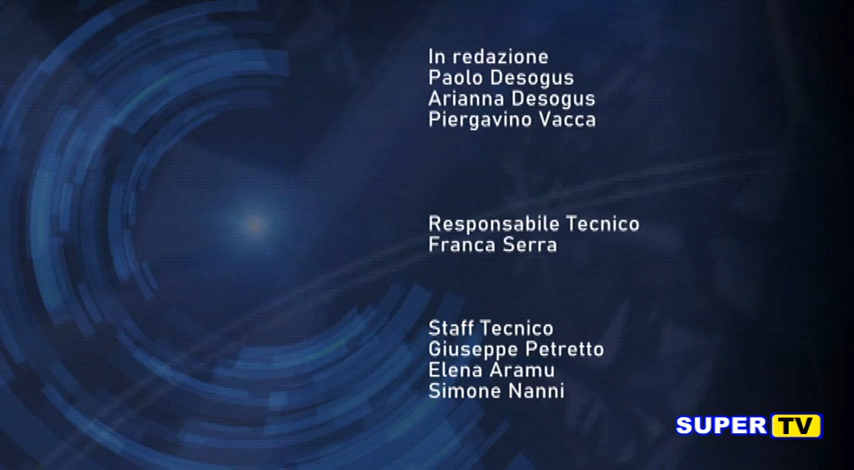 In redazione
Paolo Desogus
Arianna Desogus
Piergavino Vacca
Responsabile Tecnico
Franca Serra
Staff Tecnico
Giuseppe Petretto
Elena Aramu
Simone Nanni
SUPER TV